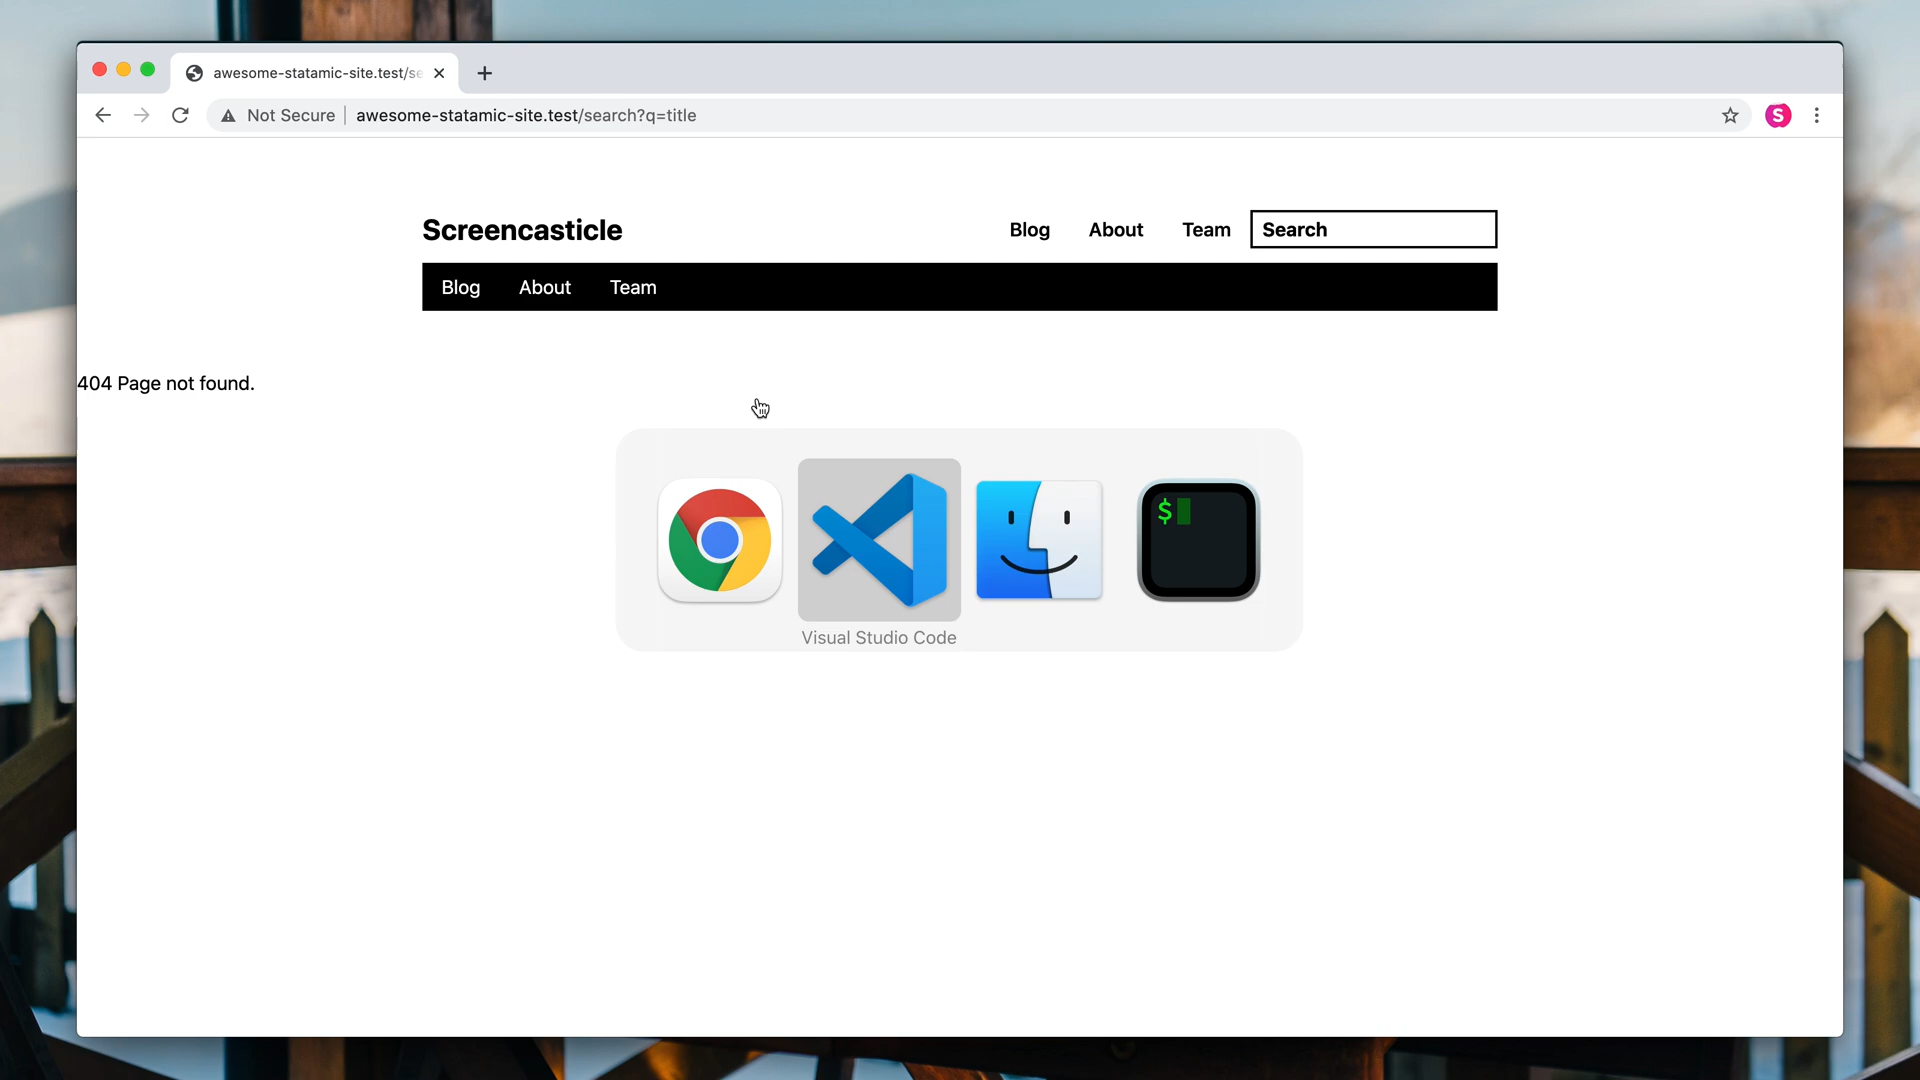 awesome-statamic-site.test/se
Not Secure awesome-statamic-site.test/search?q=title
S
Screencasticle
Blog About Team Search
Blog About Team
404 Page not found.
$
Visual Studio Code